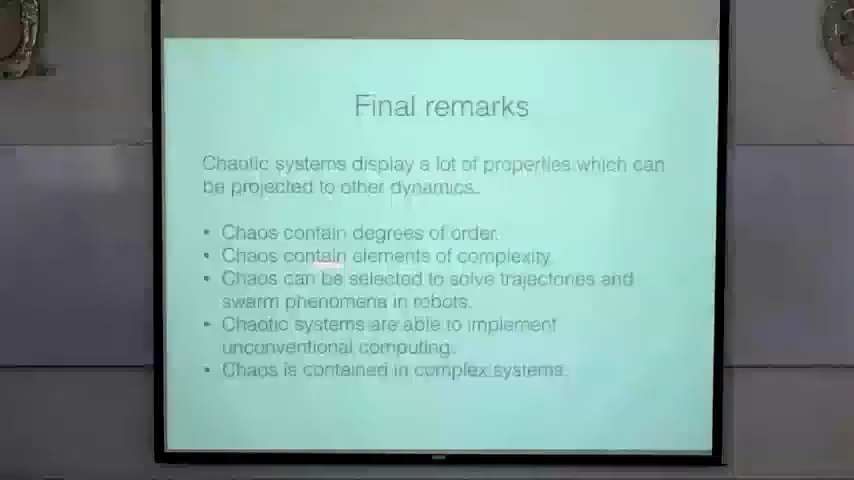 Final remarks
Chaotic systems display a lot of properties which can
be projected to other dynamics.
• Chaos contain degrees of order.
• Chaos contain elements of complexity.
• Chaos can be selected to solve trajectories and
swarm phenomena in robots.
• Chaotic systems are able to implement
unconventional computing.
• Chaos is contained in complex systems.